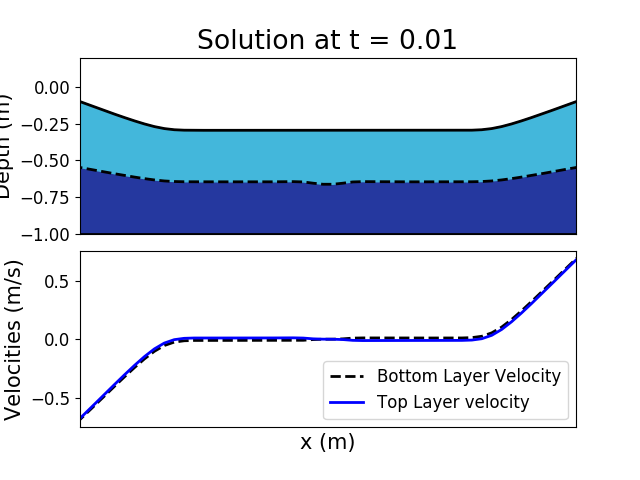 Solution at t = 0.01
Depth (m)
0.00
−0.25
−0.50
−0.75
−1.00
Velocities (m/s)
0.5
0.0
−0.5
Bottom Layer Velocity
Top Layer velocity
x (m)